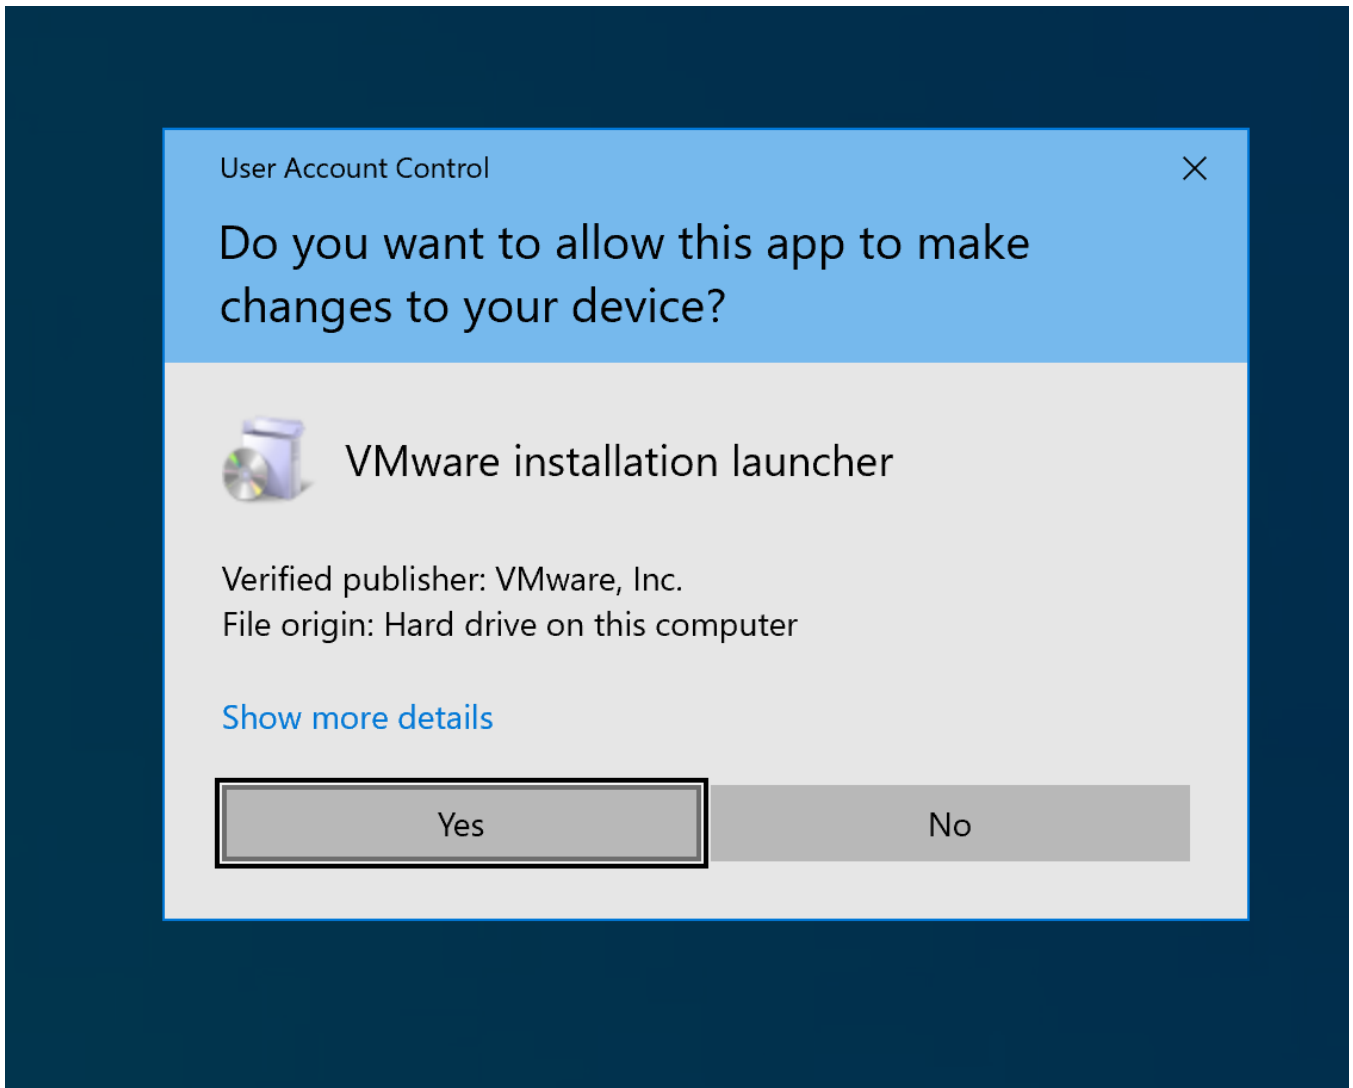 User Account Control
Do you want to allow this app to make
changes to your device?
VMware installation launcher
Verified publisher: VMware, Inc.
File origin: Hard drive on this computer
Show more details
Yes
No